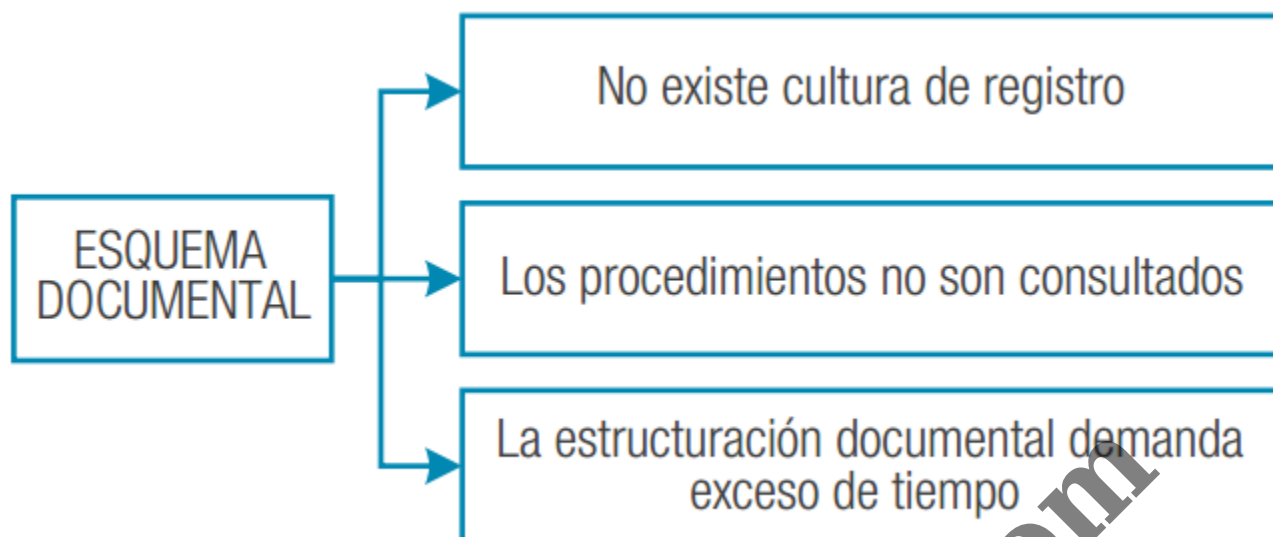 No existe cultura de registro
ESQUEMA
DOCUMENTAL
Los procedimientos no son consultados
La estructuración documental demanda
exceso de tiempo
om